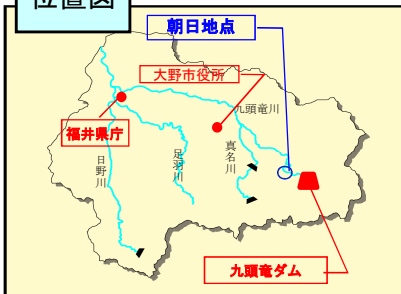 位置図
朝日地点
大野市役所
九頭竜川
福井県庁
日野川
足羽川
真名川
九頭竜ダム